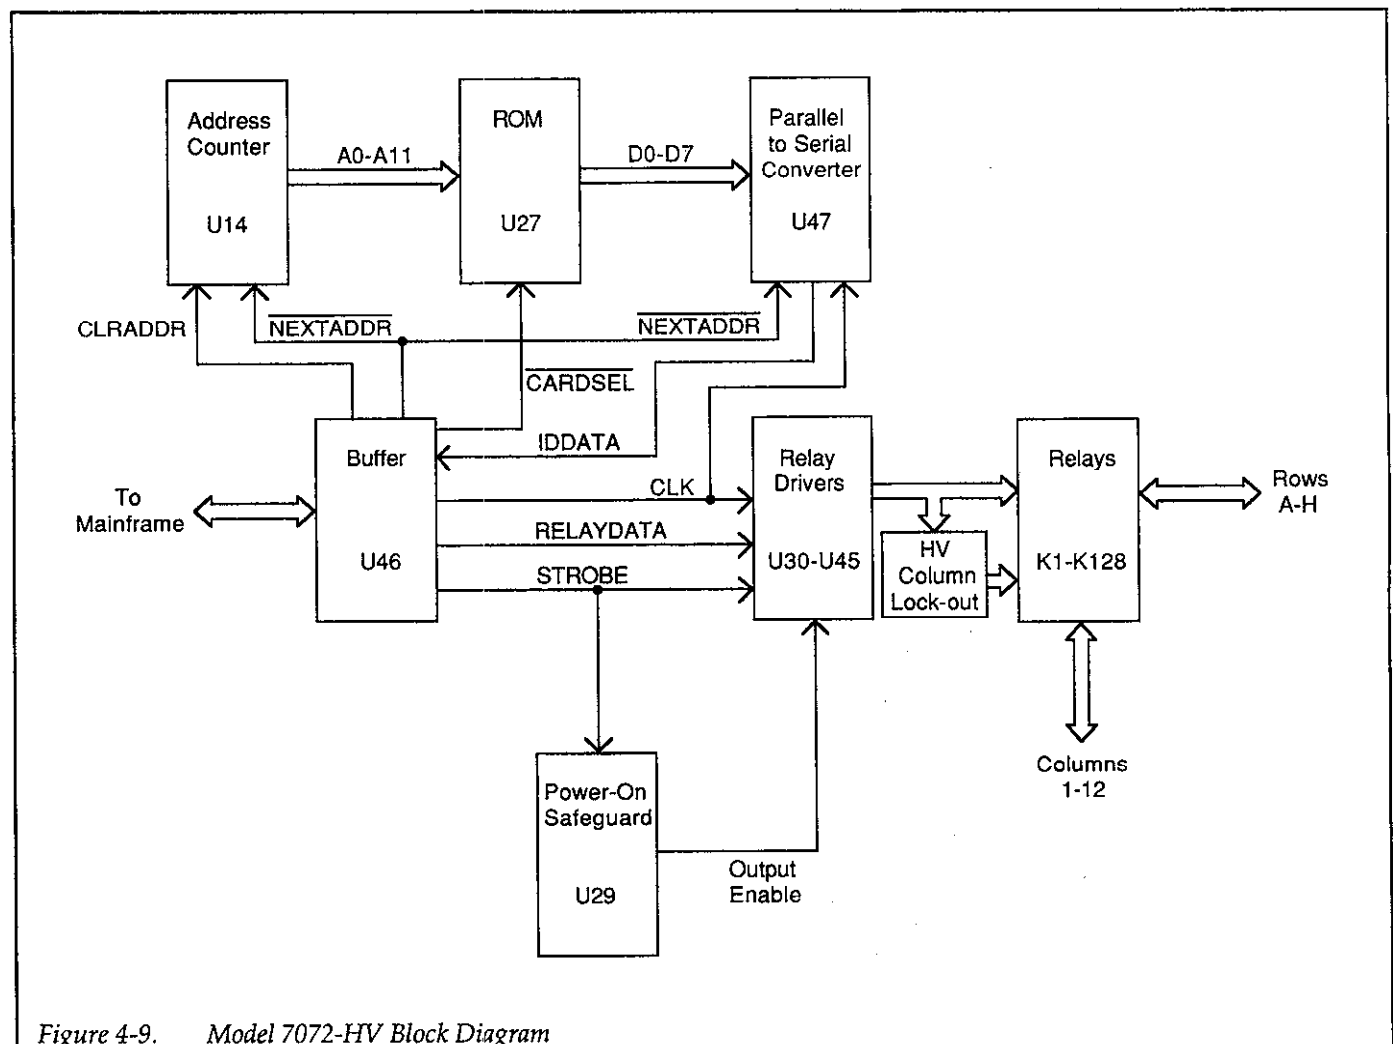 Address
Counter
U14
A0-A11
ROM
U27
D0-D7
Parallel
to Serial
Converter
U47
CLRADDR
NEXTADDR
NEXTADDR
CARDSEL
Buffer
U46
To
Mainframe
IDDATA
CLK
RELAYDATA
STROBE
Relay
Drivers
U30-U45
HV
Column
Lock-out
Relays
K1-K128
Rows
A-H
Columns
1-12
Power-On
Safeguard
U29
Output
Enable
Figure 4-9. Model 7072-HV Block Diagram